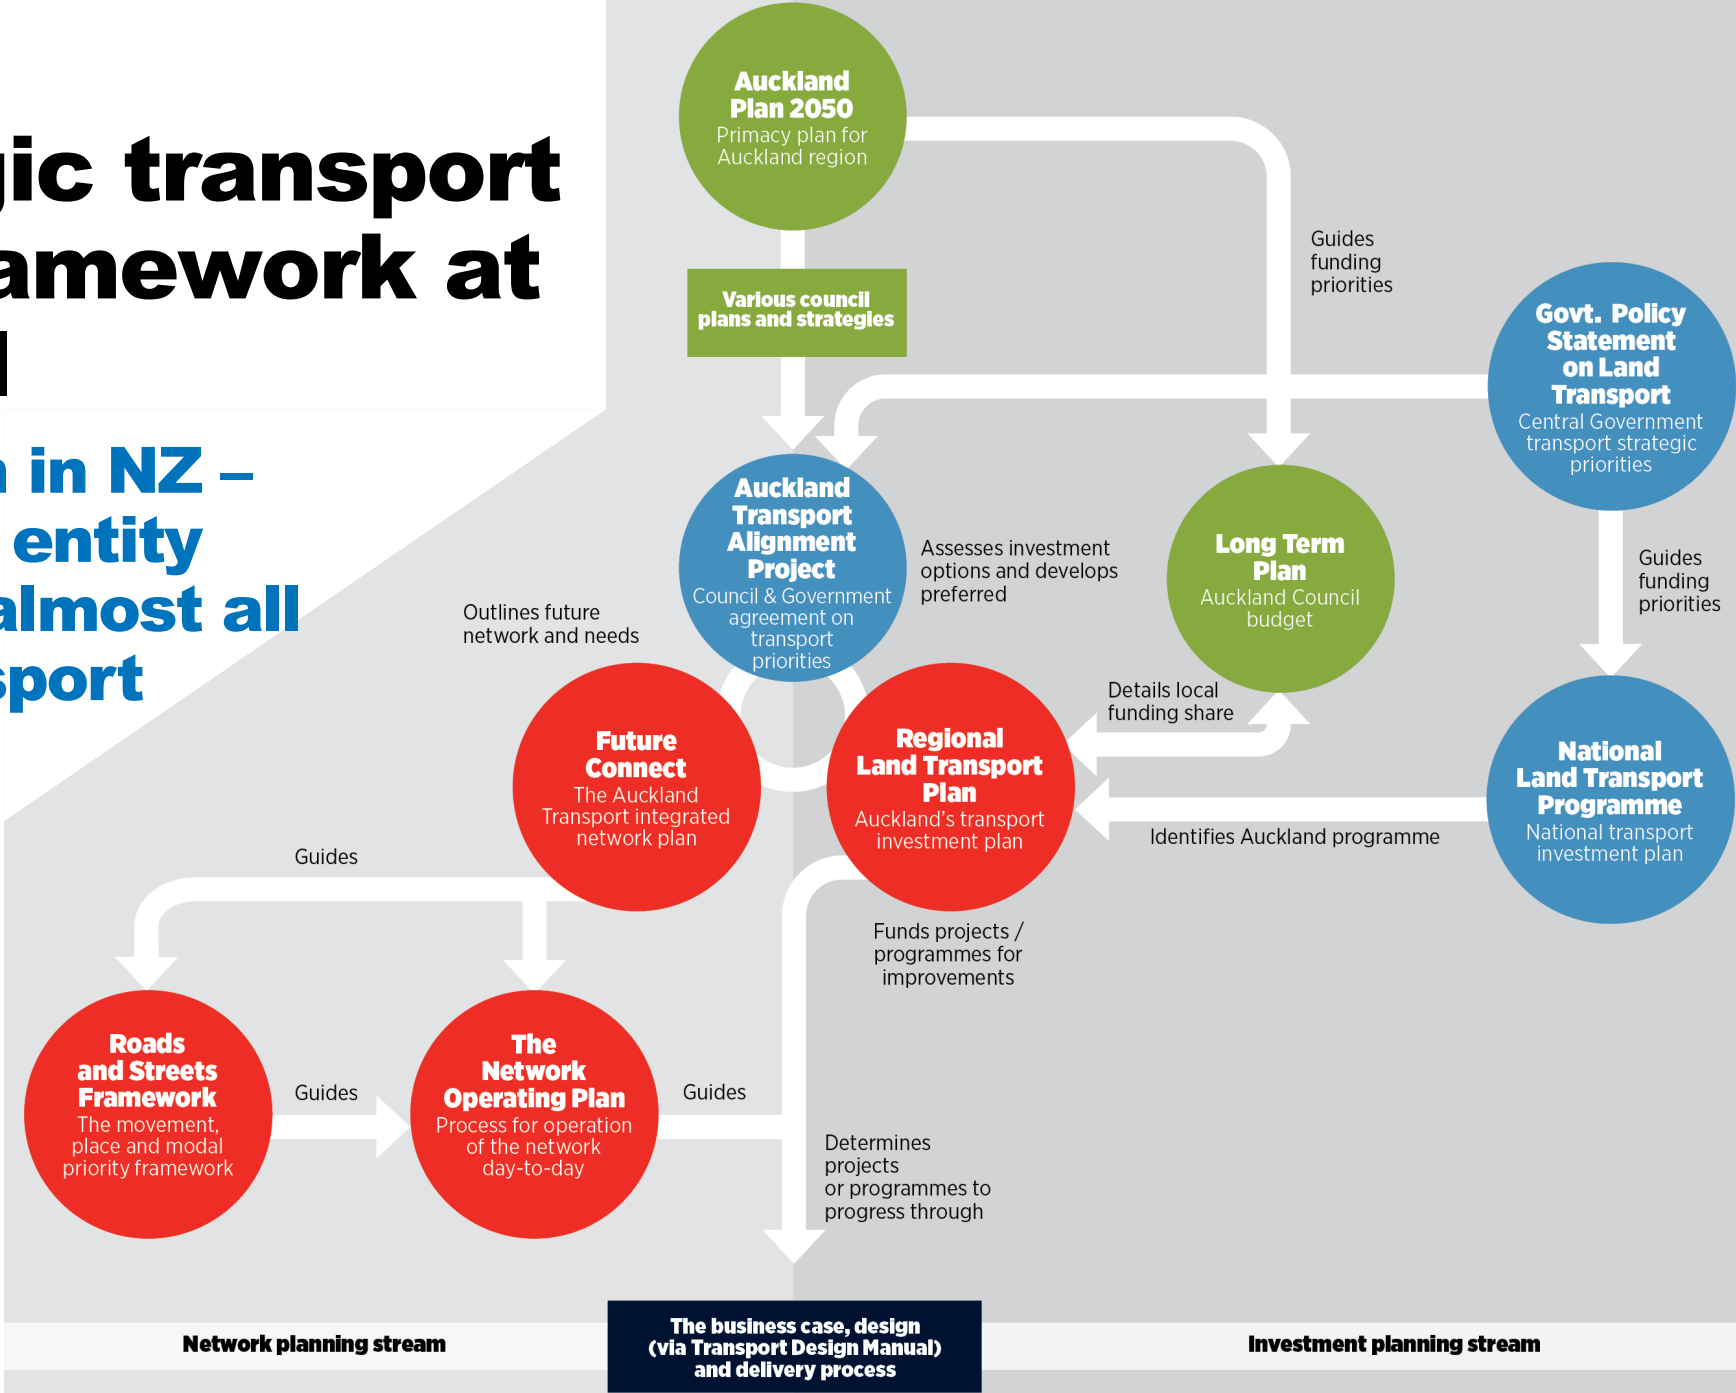 transport
at
in NZ –
entity
almost all
Auckland
Plan 2050
Primacy plan for
Auckland region
Various council
plans and strategies
Guides
funding
priorities
Govt. Policy
Statement
on Land
Transport
Central Government
transport strategic
priorities
Auckland
Transport
Alignment
Project
Council & Government
agreement on
transport
priorities
Assesses investment
options and develops
preferred
Long Term
Plan
Auckland Council
budget
Guides
funding
priorities
Outlines future
network and needs
Details local
funding share
Future
Connect
The Auckland
Transport integrated
network plan
Regional
Land Transport
Plan
Auckland's transport
investment plan
National
Land Transport
Programme
National transport
investment plan
Identifies Auckland programme
Guides
Funds projects /
programmes for
improvements
Roads
and Streets
Framework
The movement,
place and modal
priority framework
Guides
The
Network
Operating Plan
Process for operation
of the network
day-to-day
Guides
Determines
projects
or programmes to
progress through
Network planning stream
The business case, design
(via Transport Design Manual)
and delivery process
Investment planning stream